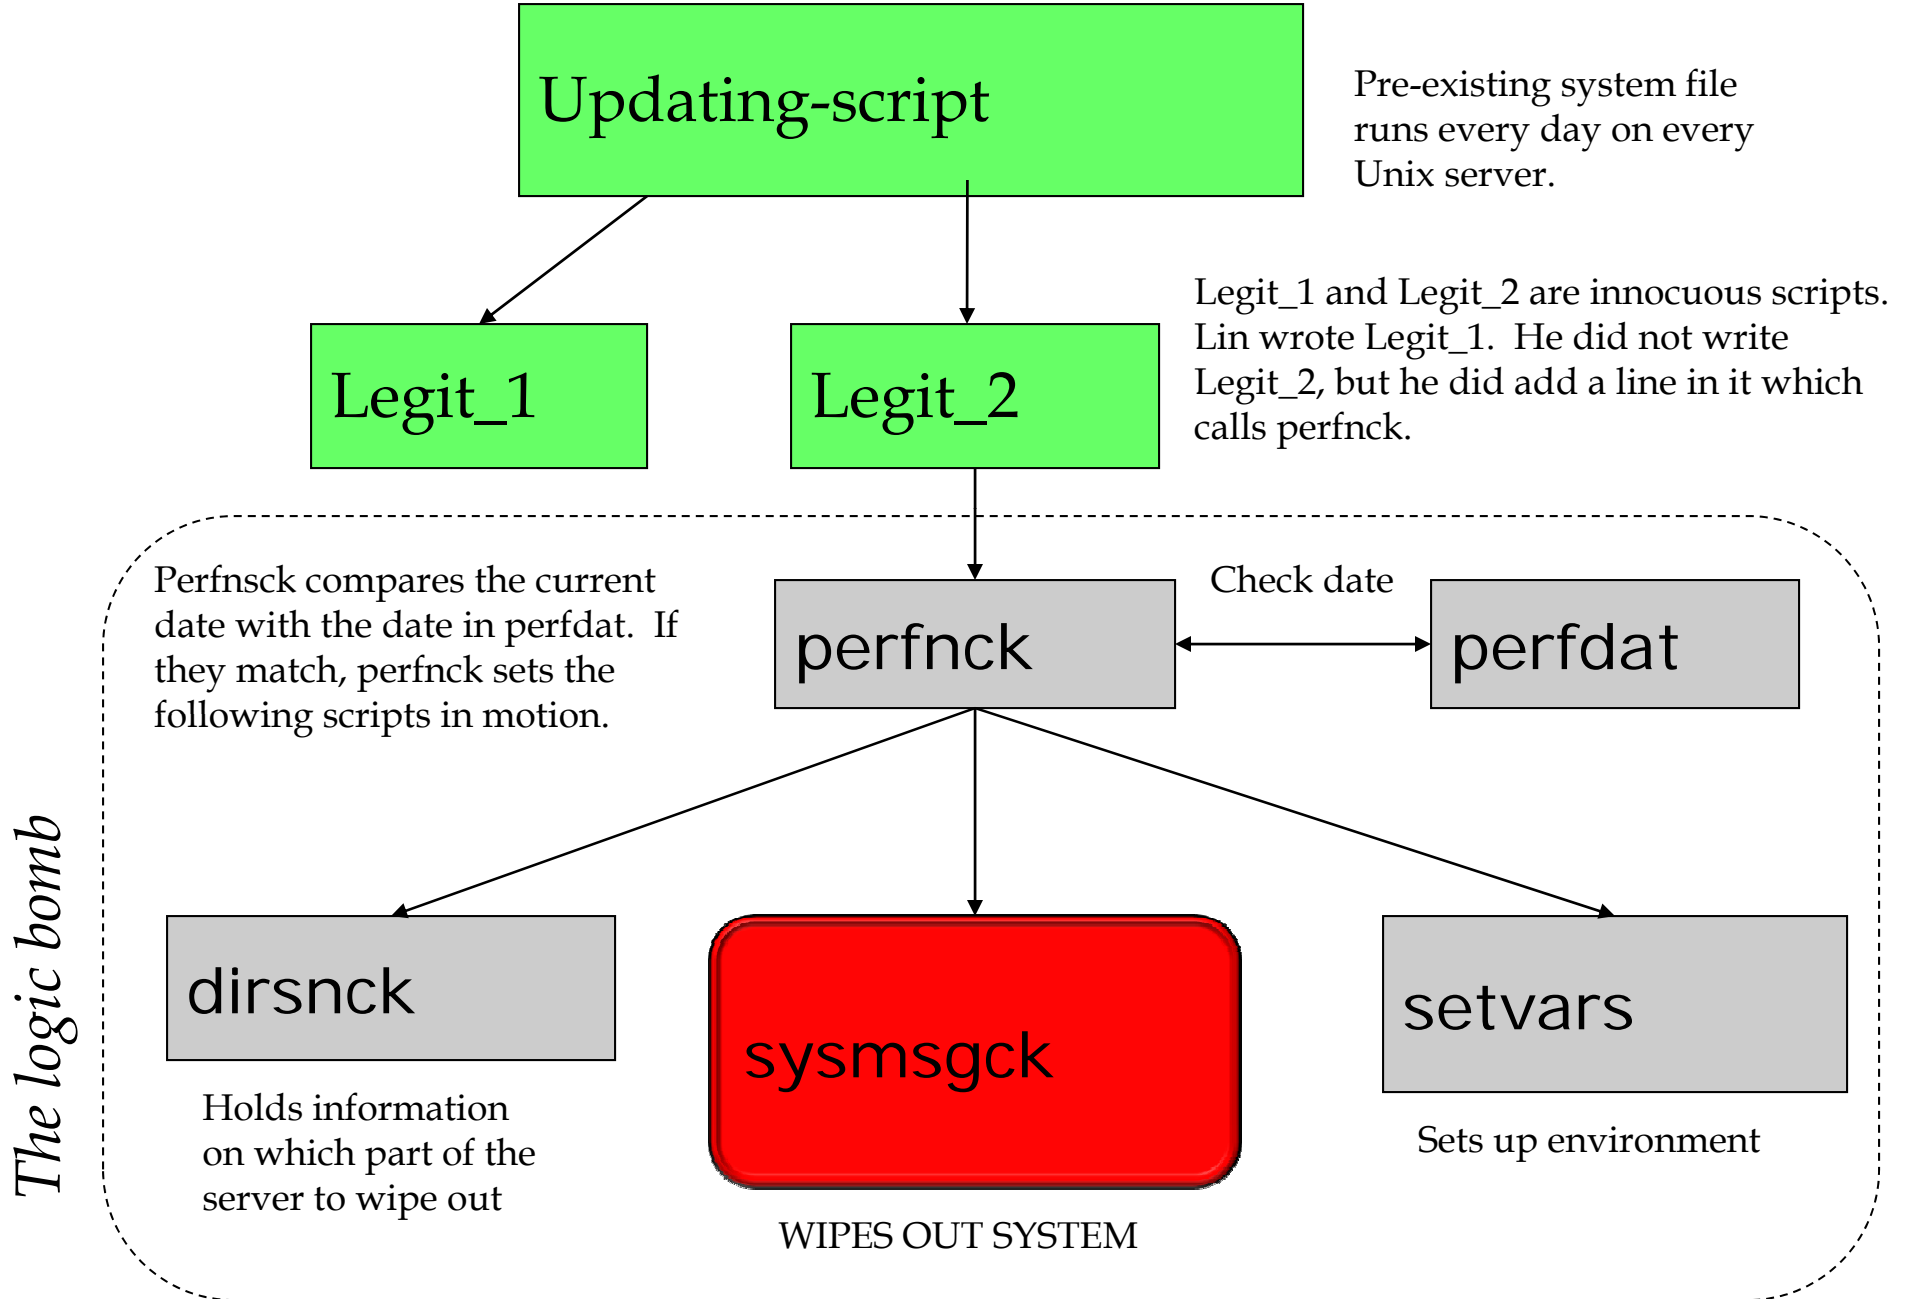 Updating-script
Pre-existing system file
runs every day on every
Unix server.
Legit_1
Legit_2
Legit_1 and Legit_2 are innocuous scripts.
Lin wrote Legit_1. He did not write
Legit_2, but he did add a line in it which
calls perfnck.
Perfnsck compares the current
date with the date in perfdat. If
they match, perfnck sets the
following scripts in motion.
perfnck
Check date
perfdat
The logic bomb
dirsnck
Holds information
on which part of the
server to wipe out
sysmsgck
WIPES OUT SYSTEM
setvars
Sets up environment